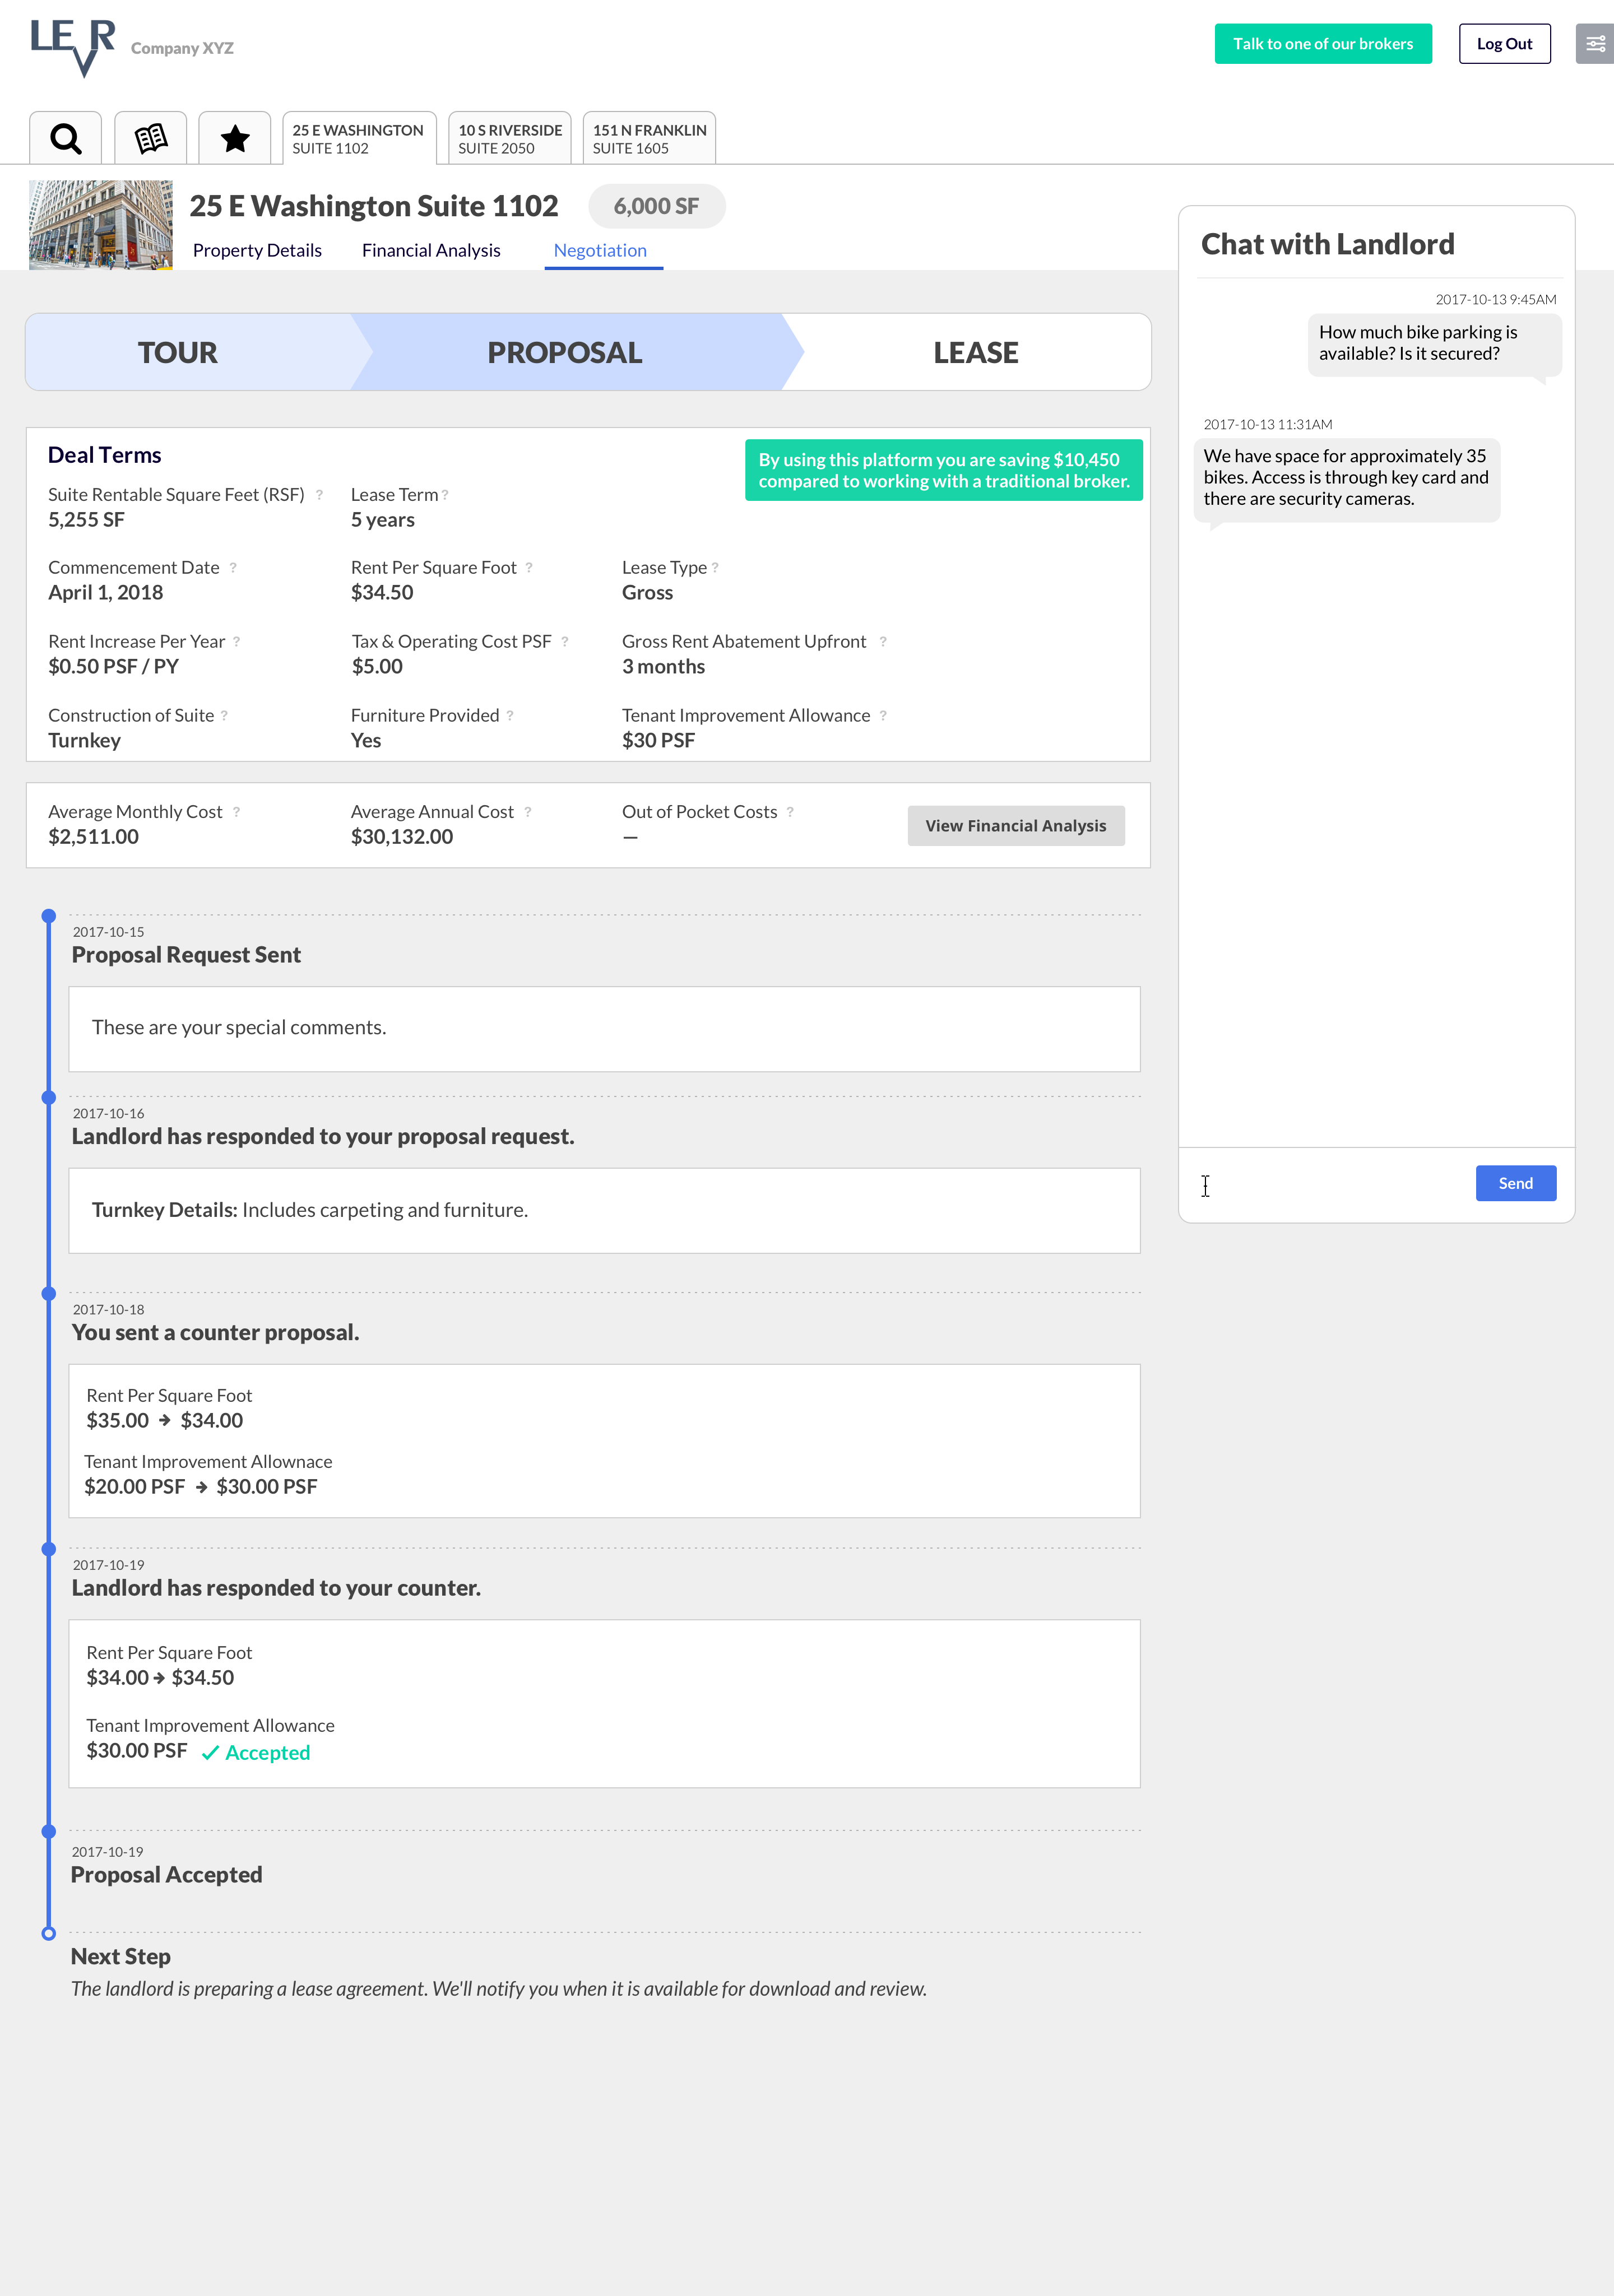 LEVR
Company XYZ
Talk to one of our brokers
Log Out
25 E WASHINGTON
SUITE 1102
10 S RIVERSIDE
SUITE 2050
151 N FRANKLIN
SUITE 1605
25 E Washington Suite 1102
6,000 SF
Property Details
Financial Analysis
Negotiation
TOUR
PROPOSAL
LEASE
Deal Terms
By using this platform you are saving $10,450
compared to working with a traditional broker.
Suite Rentable Square Feet (RSF) ?
5,255 SF
Lease Term ?
5 years
Commencement Date ?
April 1, 2018
Rent Per Square Foot ?
$34.50
Lease Type ?
Gross
Rent Increase Per Year ?
$0.50 PSF / PY
Tax & Operating Cost PSF ?
$5.00
Gross Rent Abatement Upfront ?
3 months
Construction of Suite ?
Turnkey
Furniture Provided ?
Yes
Tenant Improvement Allowance ?
$30 PSF
Average Monthly Cost ?
$2,511.00
Average Annual Cost ?
$30,132.00
Out of Pocket Costs ?
—
View Financial Analysis
2017-10-15
Proposal Request Sent
These are your special comments.
2017-10-16
Landlord has responded to your proposal request.
Turnkey Details: Includes carpeting and furniture.
2017-10-18
You sent a counter proposal.
Rent Per Square Foot
$35.00 → $34.00
Tenant Improvement Allownace
$20.00 PSF → $30.00 PSF
2017-10-19
Landlord has responded to your counter.
Rent Per Square Foot
$34.00 → $34.50
Tenant Improvement Allowance
$30.00 PSF ✓ Accepted
2017-10-19
Proposal Accepted
Next Step
The landlord is preparing a lease agreement. We'll notify you when it is available for download and review.
Chat with Landlord
2017-10-13 9:45AM
How much bike parking is
available? Is it secured?
2017-10-13 11:31AM
We have space for approximately 35
bikes. Access is through key card and
there are security cameras.
Send